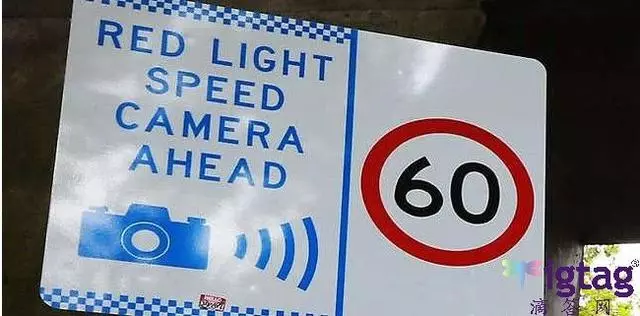 RED LIGHT
SPEED
CAMERA
AHEAD
60
igtag®
滴答网